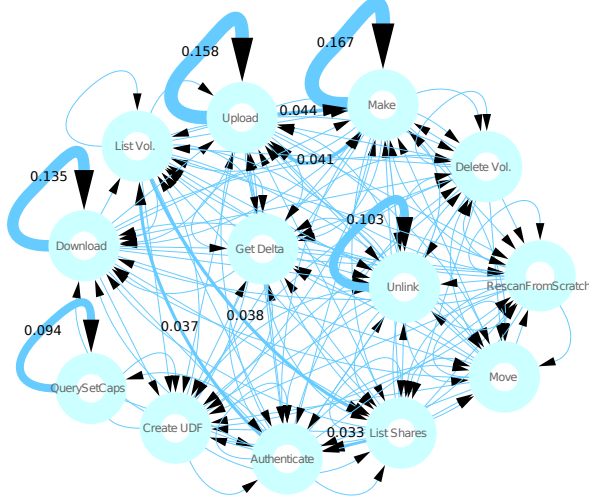 0.158
0.167
Upload
0.044
Make
List Vol.
0.041
Delete Vol.
0.135
Download
Get Delta
0.103
Unlink
RescanFromScratch
0.094
0.037
0.038
QuerySetCaps
Move
Create UDF
0.033
List Shares
Authenticate